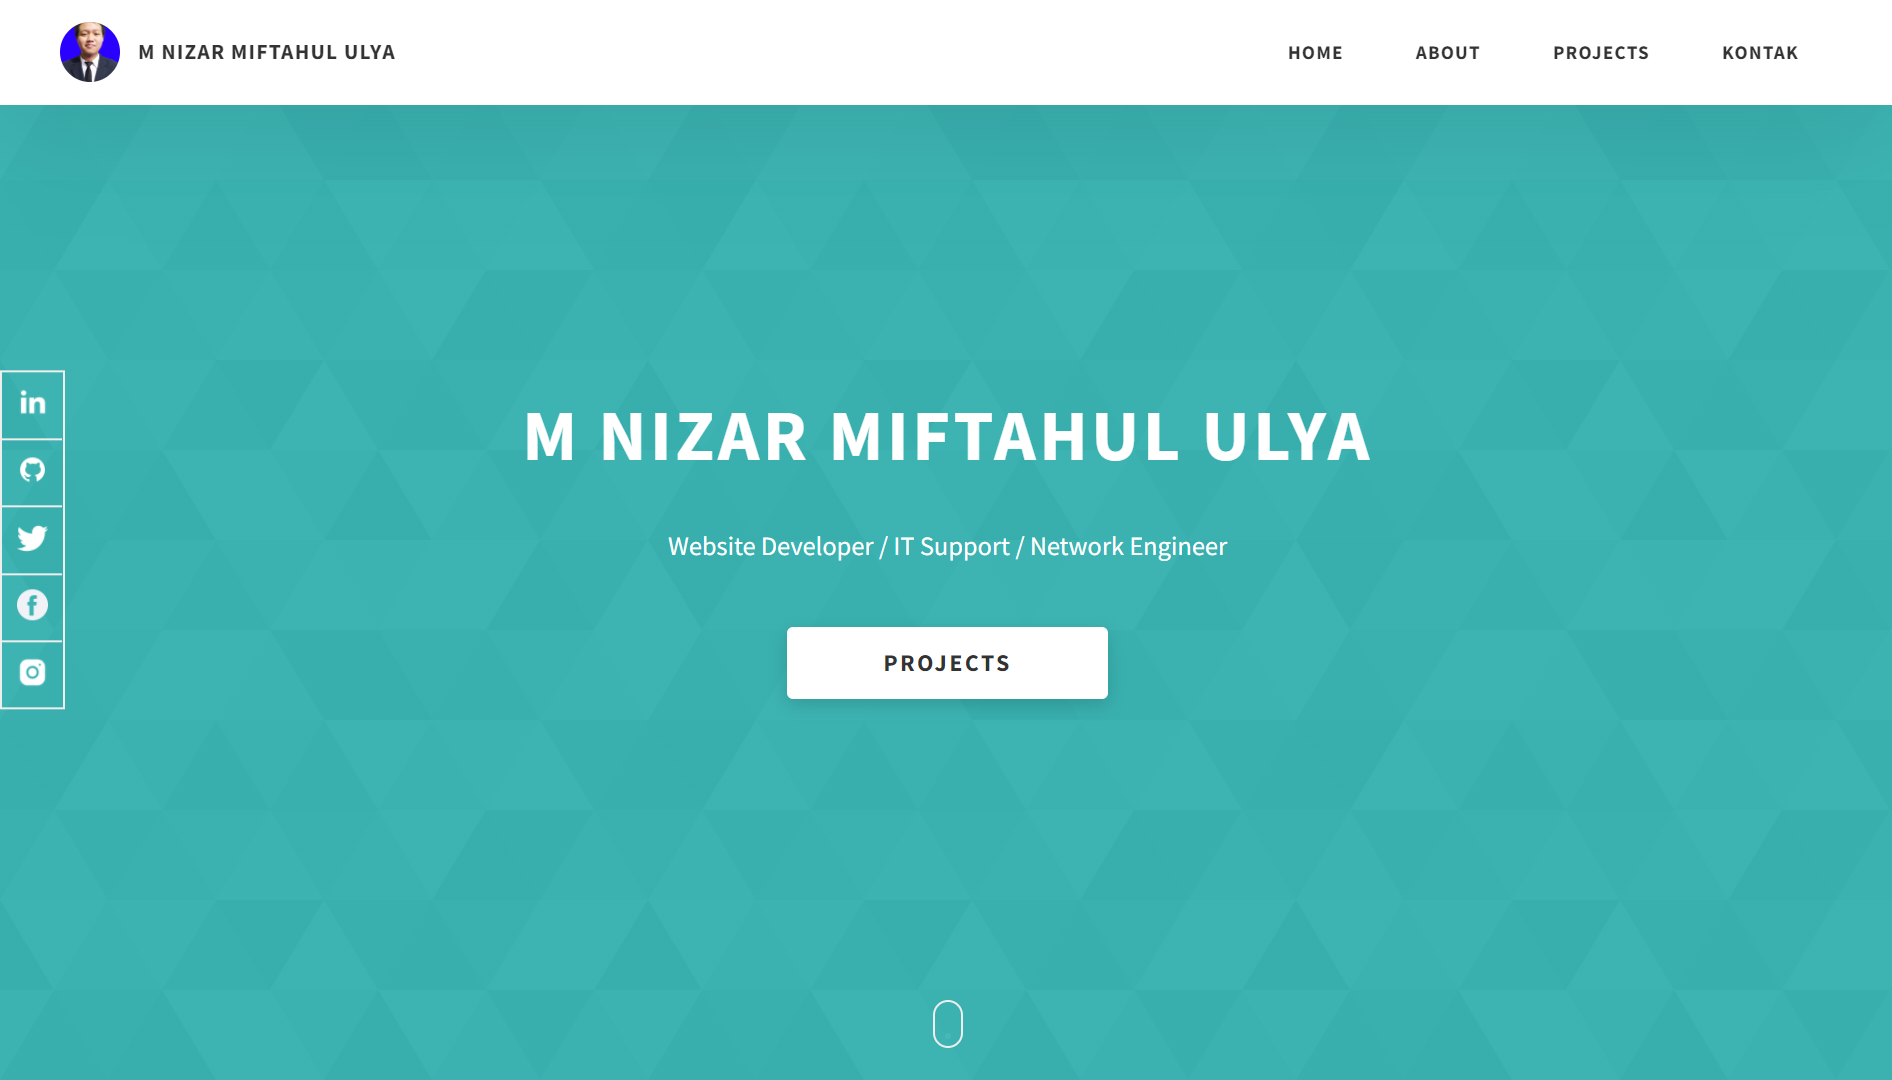 M NIZAR MIFTAHUL ULYA
HOME
ABOUT
PROJECTS
KONTAK
M NIZAR MIFTAHUL ULYA
Website Developer / IT Support / Network Engineer
PROJECTS